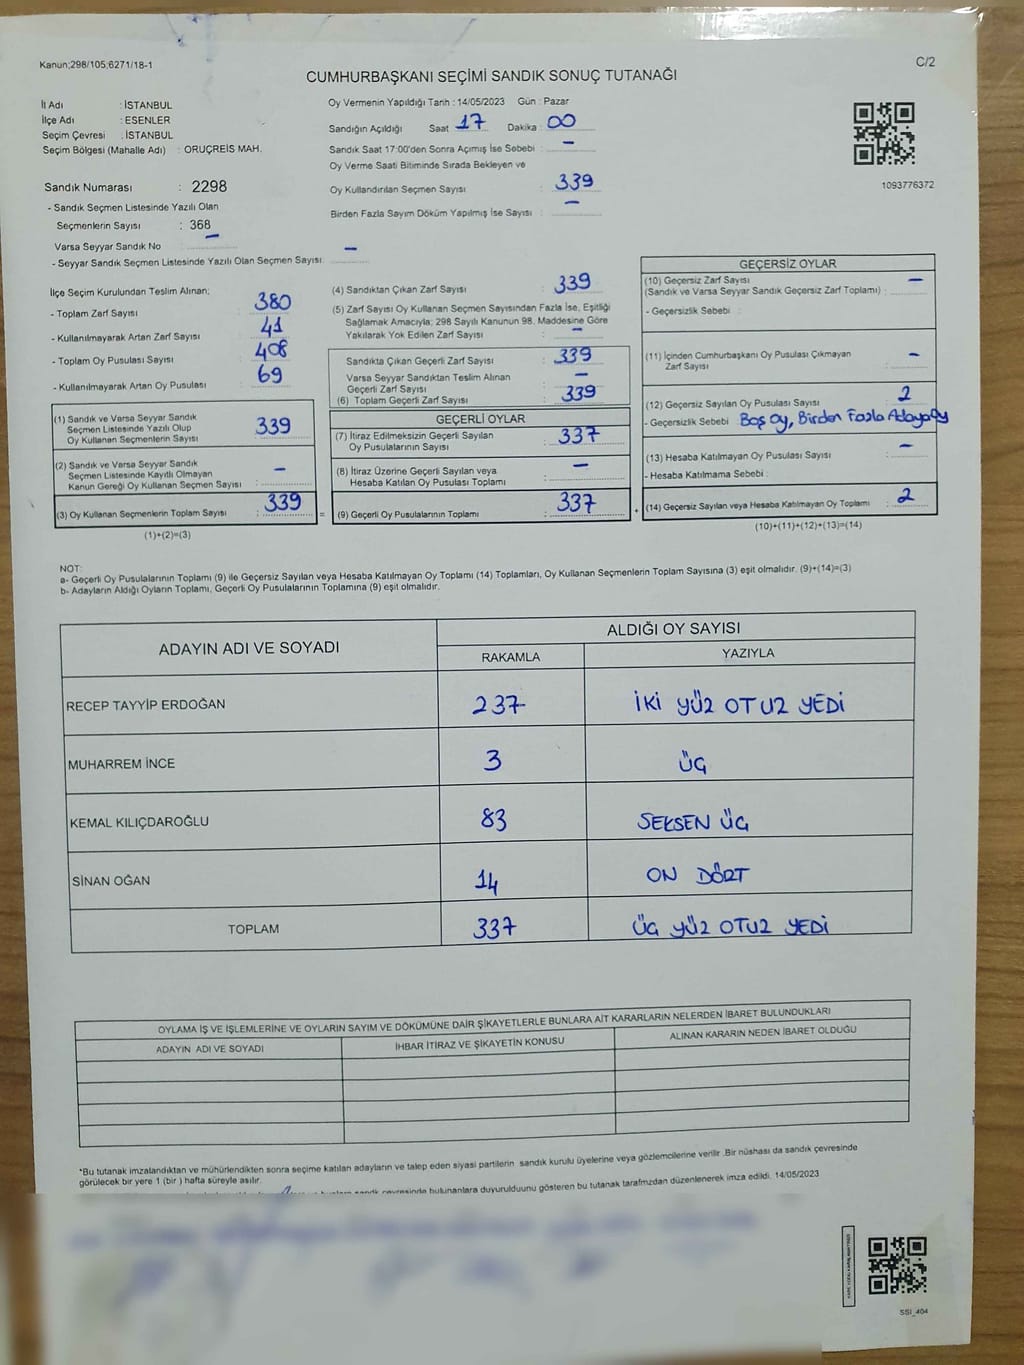 Kanun;298/105;6271/18-1
C/2
CUMHURBAŞKANI SEÇİMİ SANDIK SONUÇ TUTANAĞI
İl Adı : İSTANBUL
İlçe Adı : ESENLER
Seçim Çevresi : İSTANBUL
Seçim Bölgesi (Mahalle Adı) : ORUÇREİS MAH.
Sandık Numarası : 2298
- Sandık Seçmen Listesinde Yazılı Olan
Seçmenlerin Sayısı : 368
Varsa Seyyar Sandık No : -
- Seyyar Sandık Seçmen Listesinde Yazılı Olan Seçmen Sayısı: -
Oy Vermenin Yapıldığı Tarih : 14/05/2023 Gün : Pazar
Sandığın Açıldığı Saat : 17 Dakika : 00
Sandık Saat 17:00'den Sonra Açımış İse Sebebi : -
Oy Verme Saati Bitiminde Sırada Bekleyen ve
Oy Kullandırılan Seçmen Sayısı : 339
Birden Fazla Sayım Döküm Yapılmış İse Sayısı : -
1093776372
İlçe Seçim Kurulundan Teslim Alınan;
- Toplam Zarf Sayısı : 380
- Kullanılmayarak Artan Zarf Sayısı : 41
- Toplam Oy Pusulası Sayısı : 408
- Kullanılmayarak Artan Oy Pusulası : 69
(1) Sandık ve Varsa Seyyar Sandık
Seçmen Listesinde Yazılı Olup
Oy Kullanan Seçmenlerin Sayısı : 339
(2) Sandık ve Varsa Seyyar Sandık
Seçmen Listesinde Kayıtlı Olmayan
Kanun Gereği Oy Kullanan Seçmen Sayısı : -
(3) Oy Kullanan Seçmenlerin Toplam Sayısı : 339
(1)+(2)=(3)
(4) Sandıktan Çıkan Zarf Sayısı : 339
(5) Zarf Sayısı Oy Kullanan Seçmen Sayısından Fazla İse, Eşitliği
Sağlamak Amacıyla; 298 Sayılı Kanunun 98. Maddesine Göre
Yakılarak Yok Edilen Zarf Sayısı : -
Sandıkta Çıkan Geçerli Zarf Sayısı : 339
Varsa Seyyar Sandıktan Teslim Alınan
Geçerli Zarf Sayısı : -
(6) Toplam Geçerli Zarf Sayısı : 339
GEÇERLİ OYLAR
(7) İtiraz Edilmeksizin Geçerli Sayılan
Oy Pusulalarının Sayısı : 337
(8) İtiraz Üzerine Geçerli Sayılan veya
Hesaba Katılan Oy Pusulası Toplamı : -
= (9) Geçerli Oy Pusulalarının Toplamı : 337
GEÇERSİZ OYLAR
(10) Geçersiz Zarf Sayısı
(Sandık ve Varsa Seyyar Sandık Geçersiz Zarf Toplamı) : -
- Geçersizlik Sebebi :
(11) İçinden Cumhurbaşkanı Oy Pusulası Çıkmayan
Zarf Sayısı : -
(12) Geçersiz Sayılan Oy Pusulası Sayısı : 2
- Geçersizlik Sebebi : Boş oy, Birden Fazla Adaya oy
(13) Hesaba Katılmayan Oy Pusulası Sayısı : -
- Hesaba Katılmama Sebebi :
+ (14) Geçersiz Sayılan veya Hesaba Katılmayan Oy Toplamı : 2
(10)+(11)+(12)+(13)=(14)
NOT:
a- Geçerli Oy Pusulalarının Toplamı (9) ile Geçersiz Sayılan veya Hesaba Katılmayan Oy Toplamı (14) Toplamları, Oy Kullanan Seçmenlerin Toplam Sayısına (3) eşit olmalıdır. (9)+(14)=(3)
b- Adayların Aldığı Oyların Toplamı, Geçerli Oy Pusulalarının Toplamına (9) eşit olmalıdır.
ADAYIN ADI VE SOYADI ALDIĞI OY SAYISI
RAKAMLA YAZIYLA
RECEP TAYYİP ERDOĞAN 237 İKİ YÜZ OTUZ YEDİ
MUHARREM İNCE 3 ÜÇ
KEMAL KILIÇDAROĞLU 83 SEKSEN ÜÇ
SİNAN OĞAN 14 ON DÖRT
TOPLAM 337 ÜÇ YÜZ OTUZ YEDİ
OYLAMA İŞ VE İŞLEMLERİNE VE OYLARIN SAYIM VE DÖKÜMÜNE DAİR ŞİKAYETLERLE BUNLARA AİT KARARLARIN NELERDEN İBARET BULUNDUKLARI
ADAYIN ADI VE SOYADI İHBAR İTİRAZ VE ŞİKAYETİN KONUSU ALINAN KARARIN NEDEN İBARET OLDUĞU
*Bu tutanak imzalandıktan ve mühürlendikten sonra seçime katılan adayların ve talep eden siyasi partilerin sandık kurulu üyelerine veya gözlemcilerine verilir .Bir nüshası da sandık çevresinde
görülecek bir yere 1 (bir ) hafta süreyle asılır.
sandık çevresinde bulunanlara duyurulduunu gösteren bu tutanak tarafımzdan düzenlenerek imza edildi. 14/05/2023
SSI_404